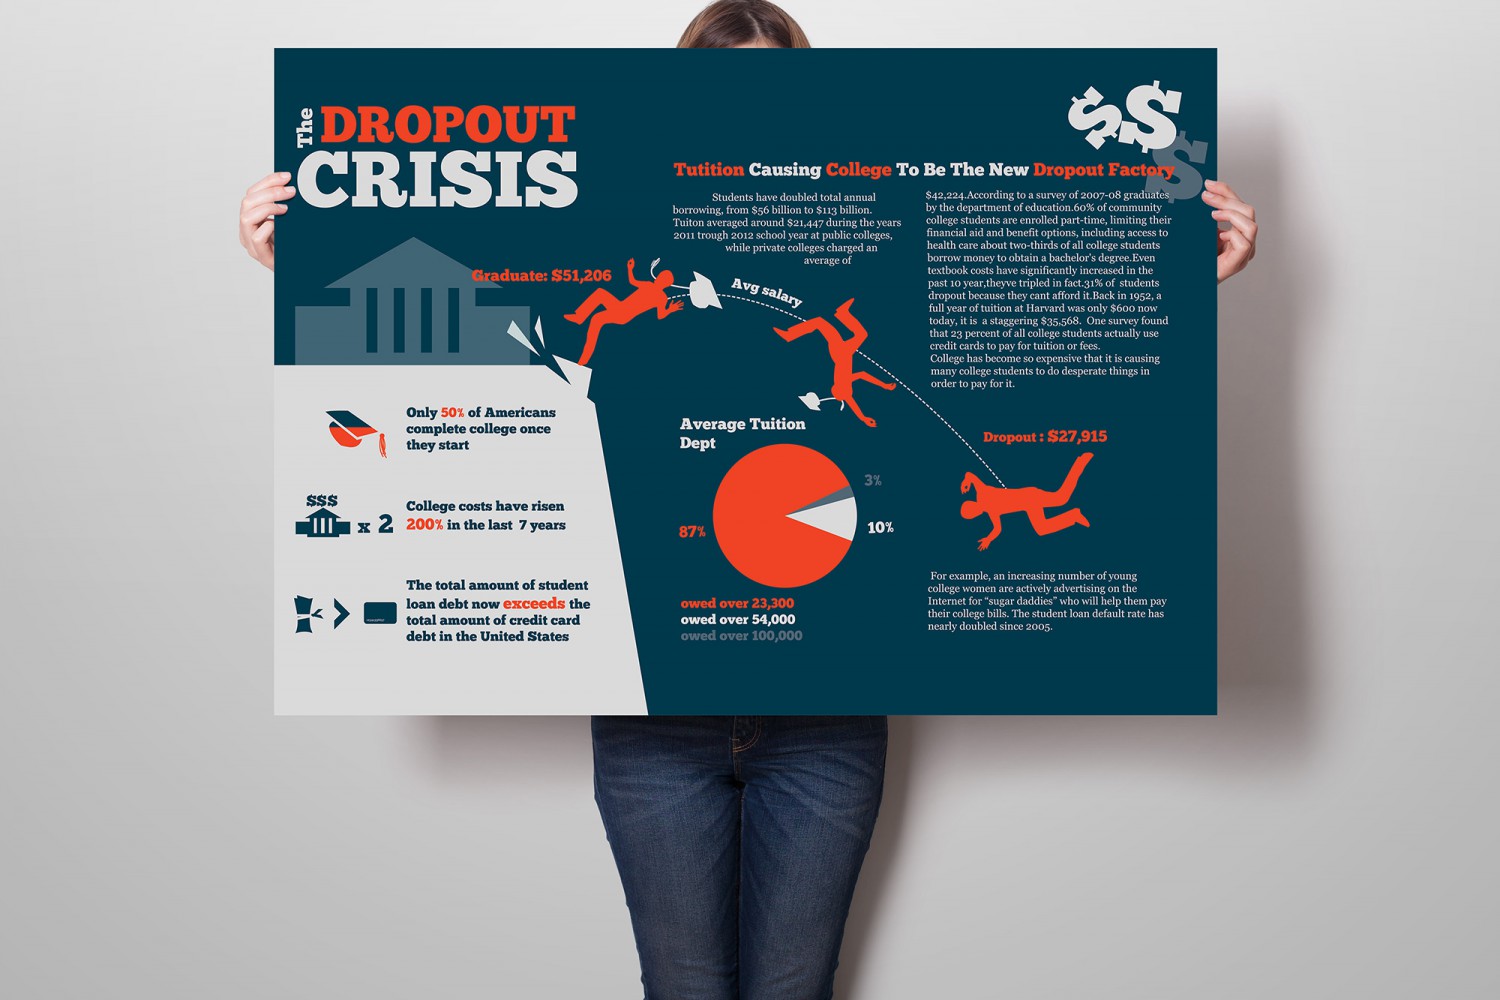 The
DROPOUT
CRISIS
$$$
Tutition Causing College To Be The New Dropout Factory
Students have doubled total annual
borrowing, from $56 billion to $113 billion.
Tuiton averaged around $21,447 during the years
2011 trough 2012 school year at public colleges,
while private colleges charged an
average of
$42,224.According to a survey of 2007-08 graduates
by the department of education.60% of community
college students are enrolled part-time, limiting their
financial aid and benefit options, including access to
health care about two-thirds of all college students
borrow money to obtain a bachelor's degree.Even
textbook costs have significantly increased in the
past 10 year,theyve tripled in fact.31% of students
dropout because they cant afford it.Back in 1952, a
full year of tuition at Harvard was only $600 now
today, it is a staggering $35,568. One survey found
that 23 percent of all college students actually use
credit cards to pay for tuition or fees.
College has become so expensive that it is causing
many college students to do desperate things in
order to pay for it.
Graduate: $51,206
Avg salary
Dropout : $27,915
Only 50% of Americans
complete college once
they start
$$$
x 2
College costs have risen
200% in the last 7 years
The total amount of student
loan debt now exceeds the
total amount of credit card
debt in the United States
Average Tuition
Dept
3%
10%
87%
owed over 23,300
owed over 54,000
owed over 100,000
For example, an increasing number of young
college women are actively advertising on the
Internet for “sugar daddies” who will help them pay
their college bills. The student loan default rate has
nearly doubled since 2005.